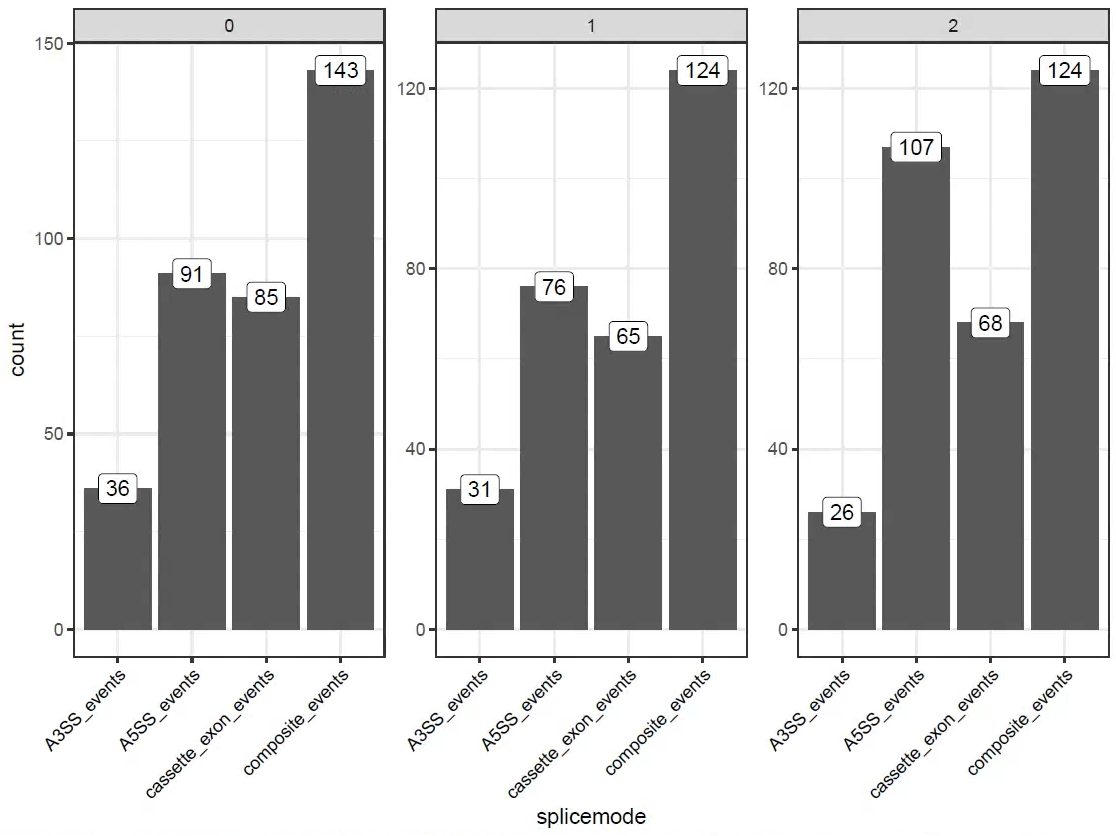 0
1
2
150
100
50
0
120
80
40
0
120
80
40
0
143
91
85
36
124
76
65
31
124
107
68
26
count
A3SS_events
A5SS_events
cassette_exon_events
composite_events
A3SS_events
A5SS_events
cassette_exon_events
composite_events
A3SS_events
A5SS_events
cassette_exon_events
composite_events
splicemode